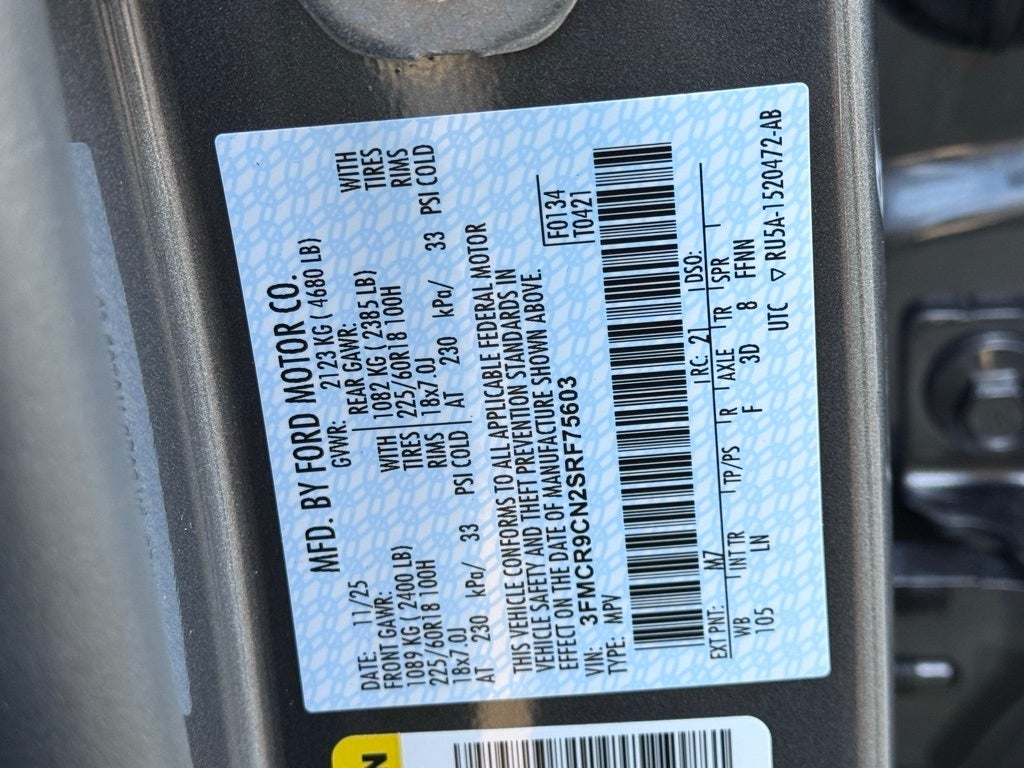 MFD. BY FORD MOTOR CO.
DATE: 11/25 GVWR: 2123 KG ( 4680 LB)
FRONT GAWR: REAR GAWR:
1089 KG ( 2400 LB) WITH 1082 KG ( 2385 LB) WITH
225/60R18 100H TIRES 225/60R18 100H TIRES
18x7.0J RIMS 18x7.0J RIMS
AT 230 kPa/ 33 PSI COLD AT 230 kPa/ 33 PSI COLD
THIS VEHICLE CONFORMS TO ALL APPLICABLE FEDERAL MOTOR
VEHICLE SAFETY AND THEFT PREVENTION STANDARDS IN
EFFECT ON THE DATE OF MANUFACTURE SHOWN ABOVE.
VIN: 3FMCR9CN2SRF75603 F0134
TYPE: MPV T0421
EXT PNT: M7 RC: 21 DSO:
WB INT TR TP/PS R AXLE TR SPR
105 LN F 3D 8 FFNN
UTC ▽ RU5A-1520472-AB
N